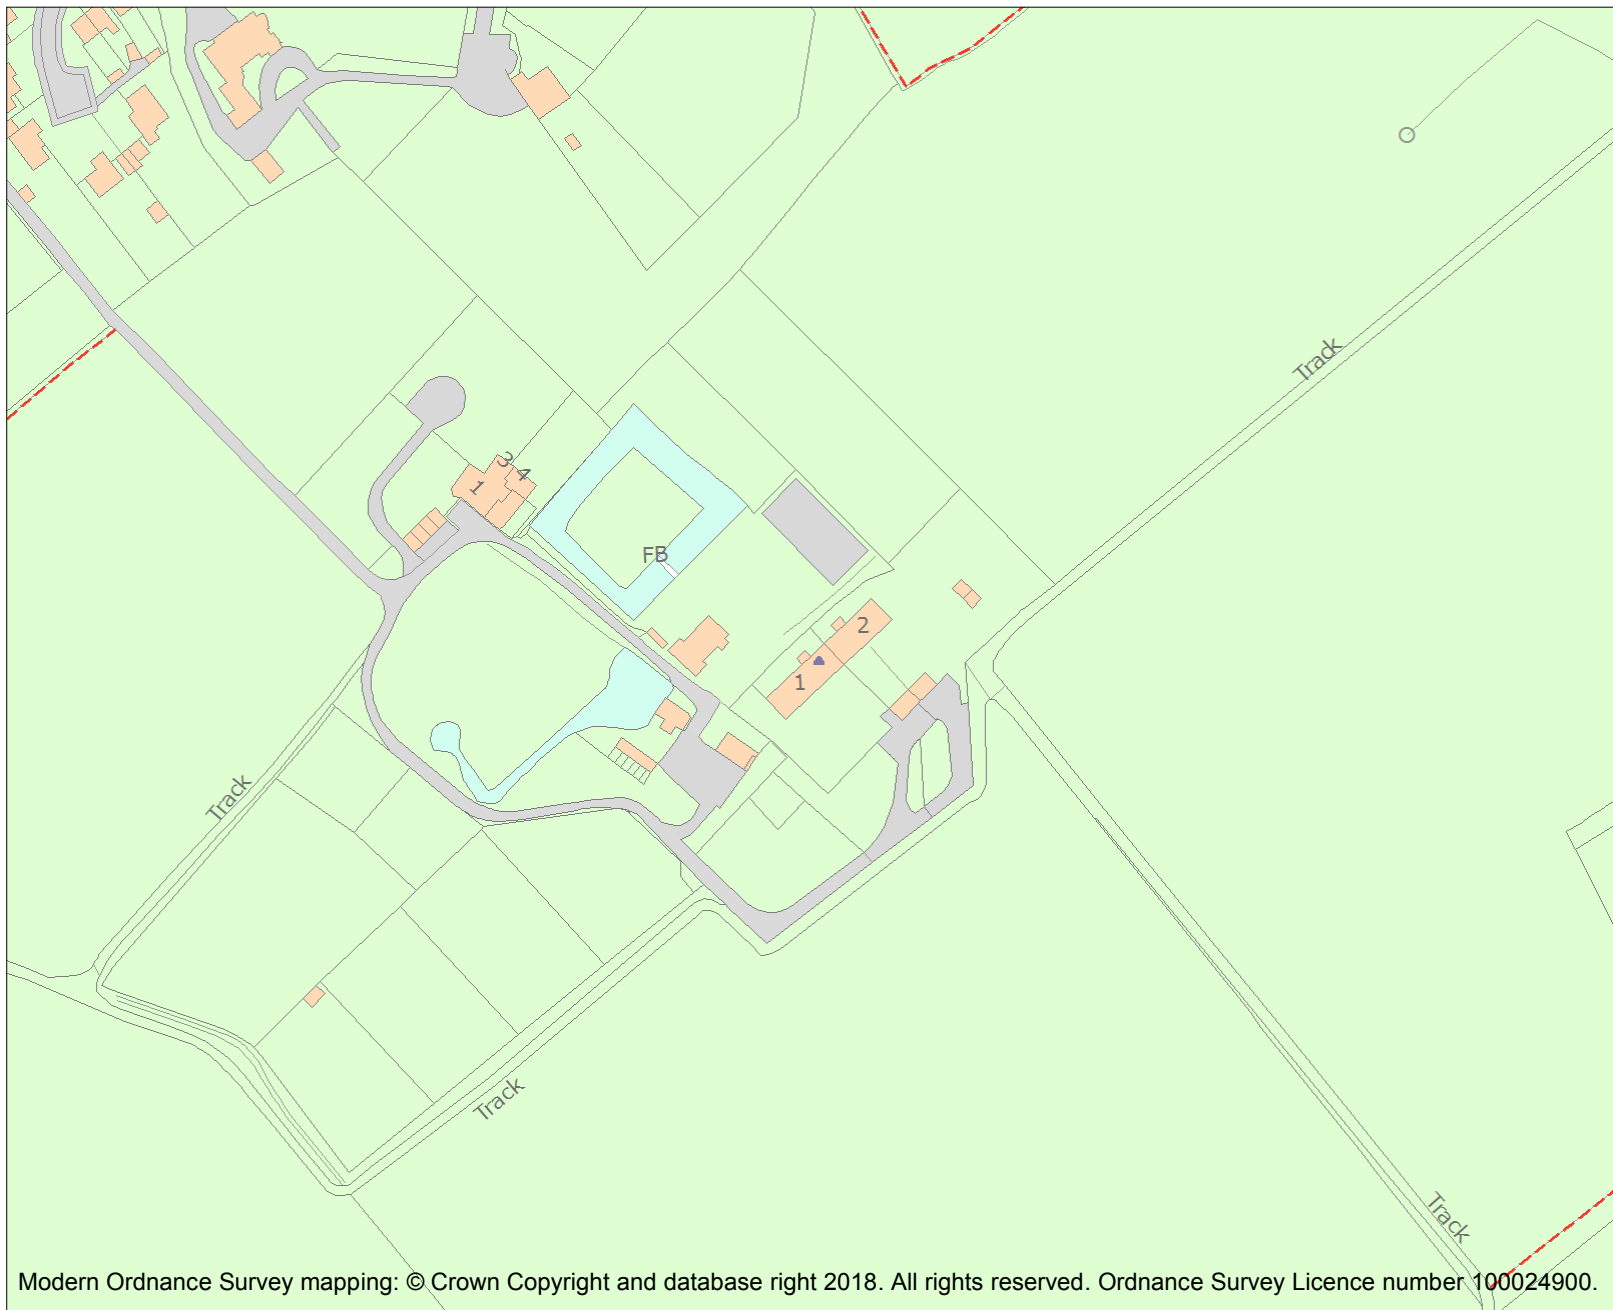 Track
3
4
1
FB
2
1
Track
Track
Track
Modern Ordnance Survey mapping: © Crown Copyright and database right 2018. All rights reserved. Ordnance Survey Licence number 100024900.